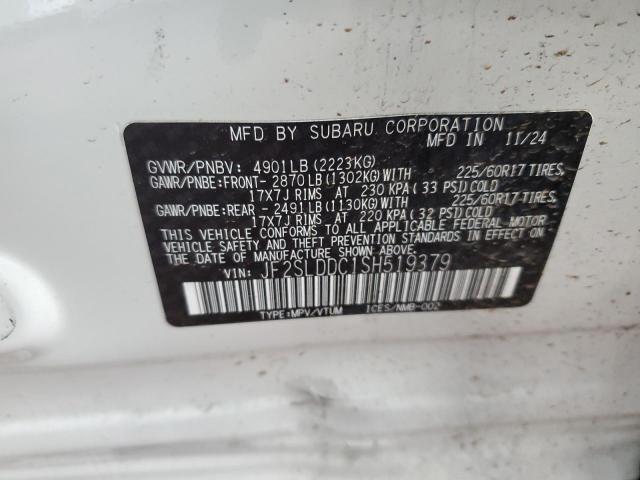 MFD BY SUBARU CORPORATION
MFD IN 11/24
GVWR/PNBV: 4901LB(2223KG)
GAWR/PNBE:FRONT- 2870LB(1302KG)WITH 225/60R17 TIRES,
17X7J RIMS AT 230 KPA(33 PSI)COLD
GAWR/PNBE:REAR - 2491LB(1130KG)WITH 225/60R17 TIRES,
17X7J RIMS AT 220 KPA(32 PSI)COLD
THIS VEHICLE CONFORMS TO ALL APPLICABLE FEDERAL MOTOR
VEHICLE SAFETY AND THEFT PREVENTION STANDARDS IN EFFECT ON
THE DATE OF MANUFACTURE SHOWN ABOVE.
VIN: JF2SLDDC1SH519379
TYPE:MPV/VTUM ICES/NMB-002